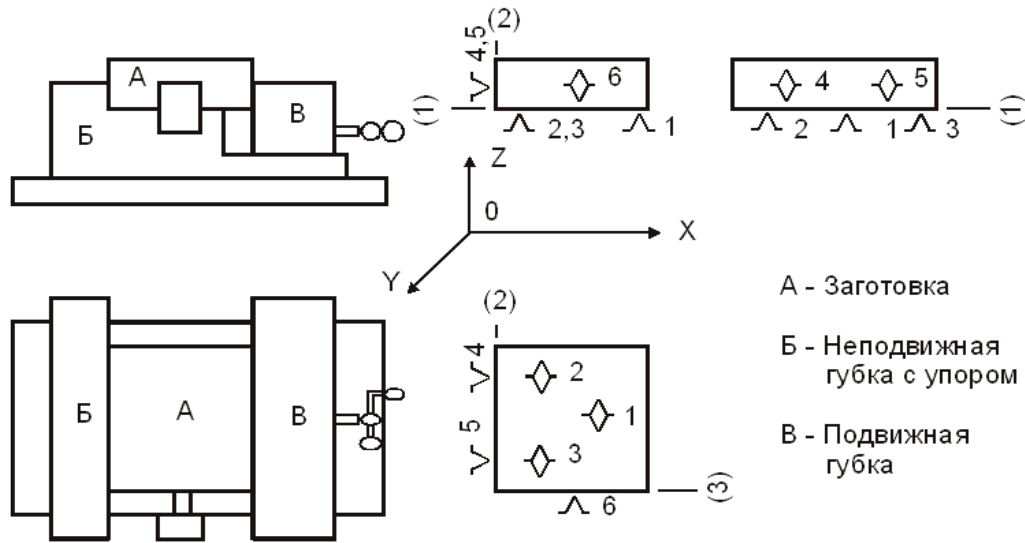 А
Б
В
(2)
4,5
(1)
6
2,3
1
4
5
2
1
3
(1)
Z
0
X
Y
Б
А
В
(2)
4
5
2
1
3
6
(3)
А - Заготовка
Б - Неподвижная
губка с упором
В - Подвижная
губка